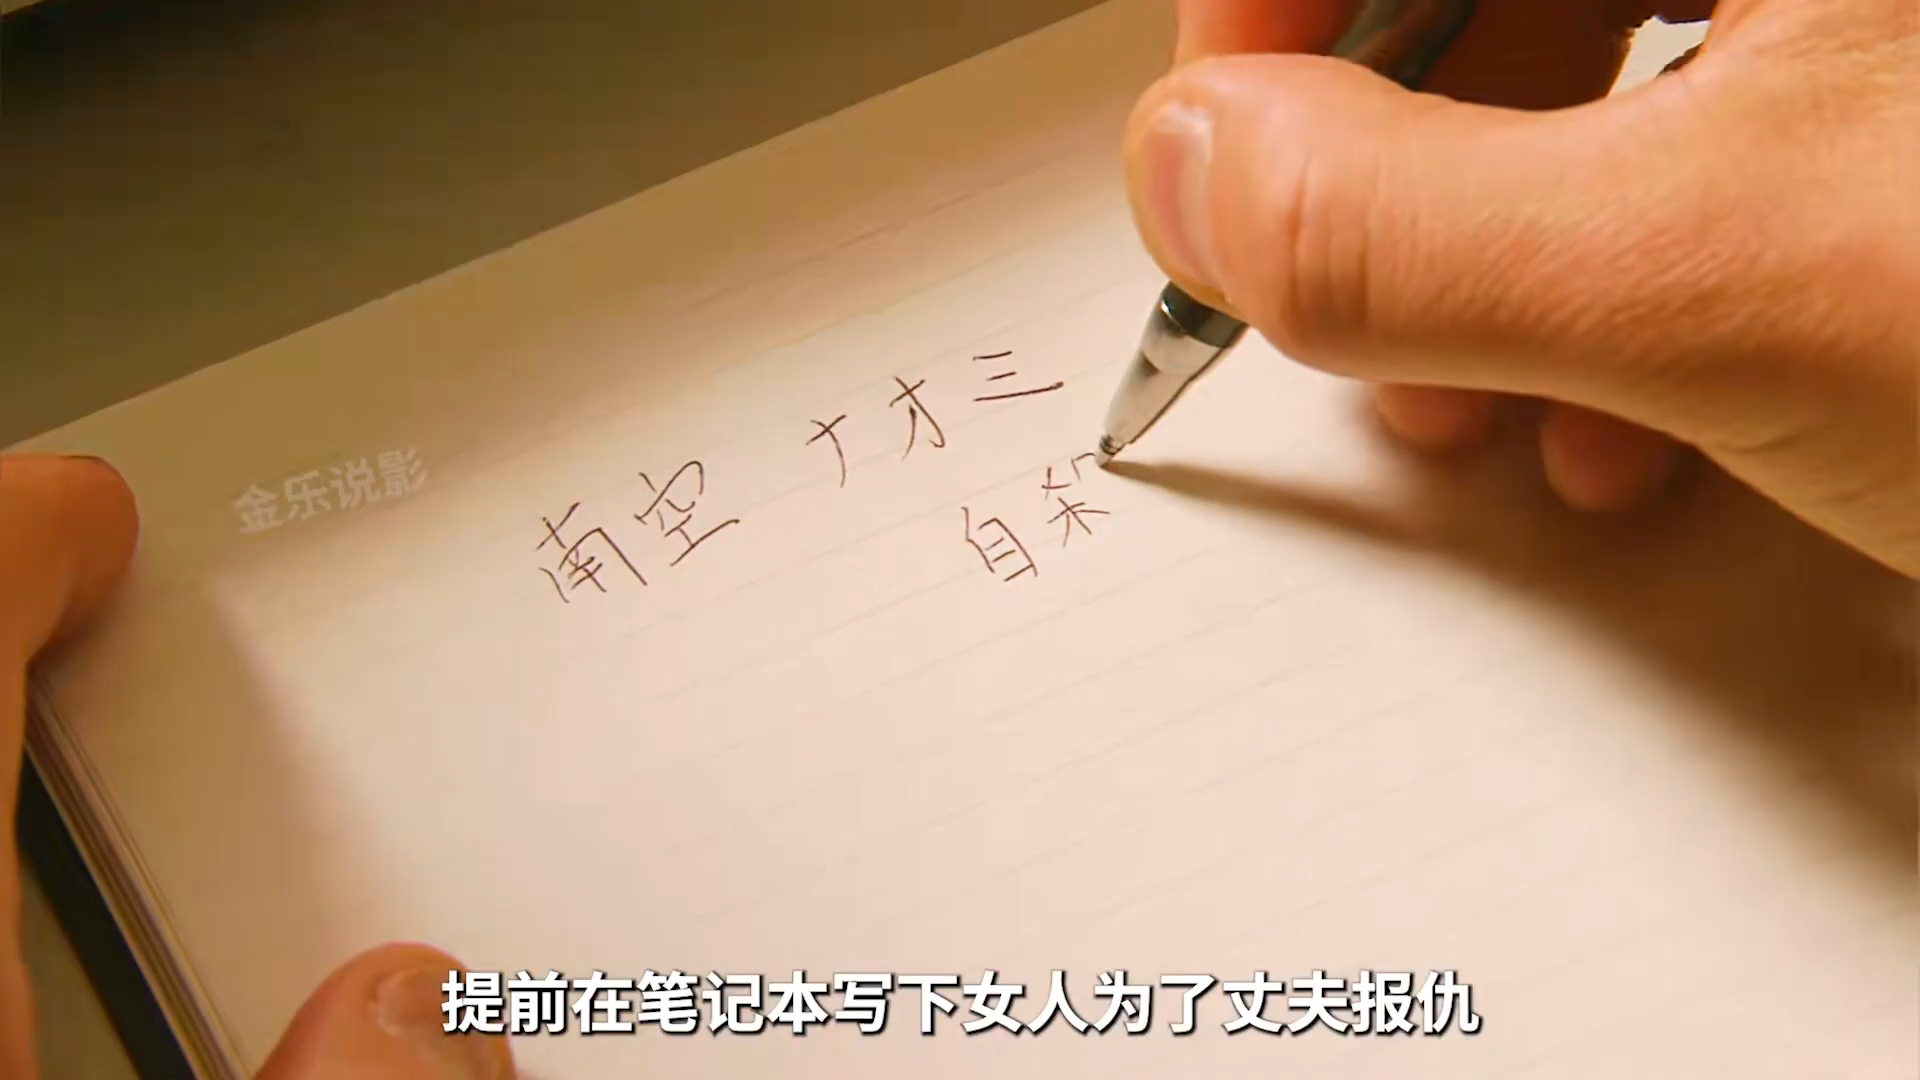 南空 ナオミ
金乐说影
自殺
提前在笔记本写下女人为了丈夫报仇